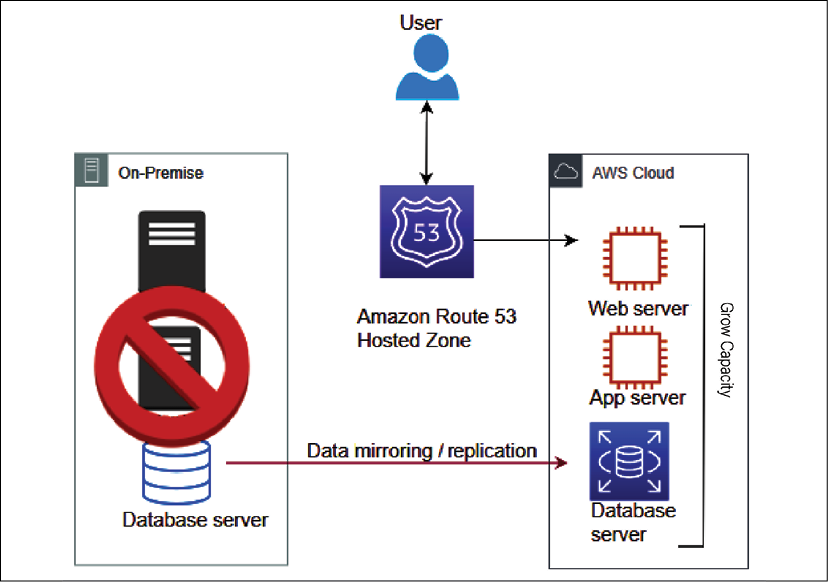 User
On-Premise
AWS Cloud
53
Web server
Amazon Route 53
Hosted Zone
Grow Capacity
App server
Data mirroring / replication
Database server
Database
server